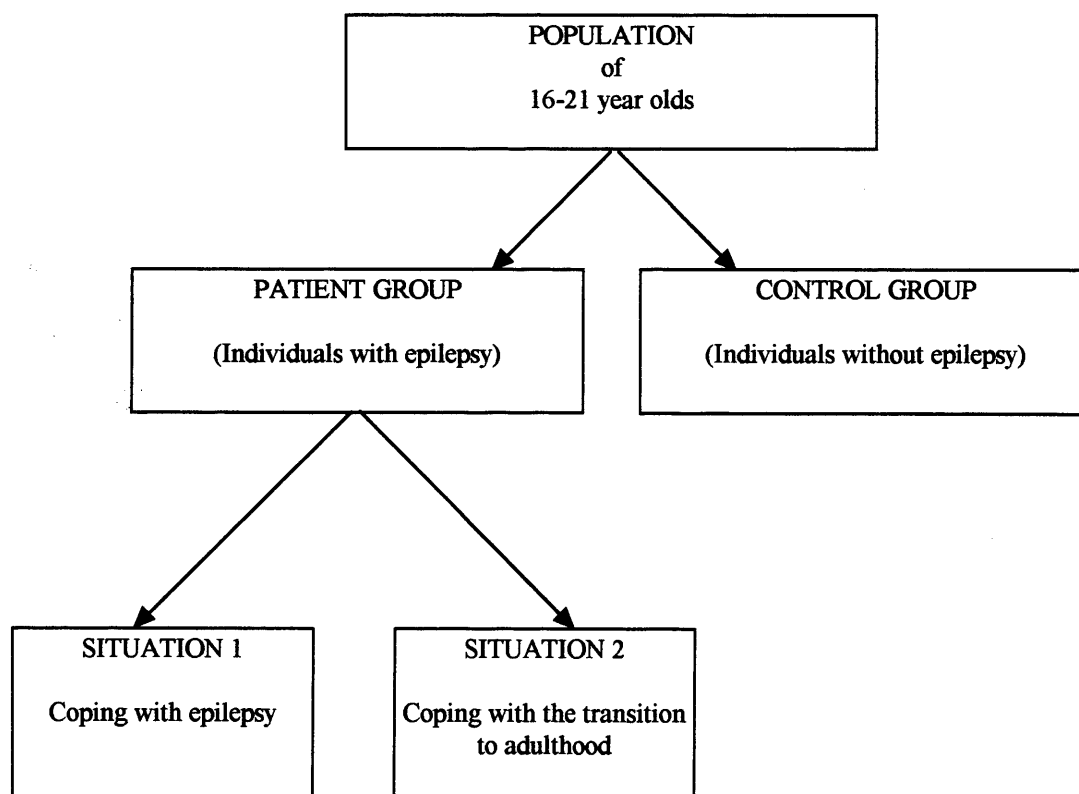 POPULATION
of
16-21 year olds
PATIENT GROUP
(Individuals with epilepsy)
CONTROL GROUP
(Individuals without epilepsy)
SITUATION 1
Coping with epilepsy
SITUATION 2
Coping with the transition
to adulthood